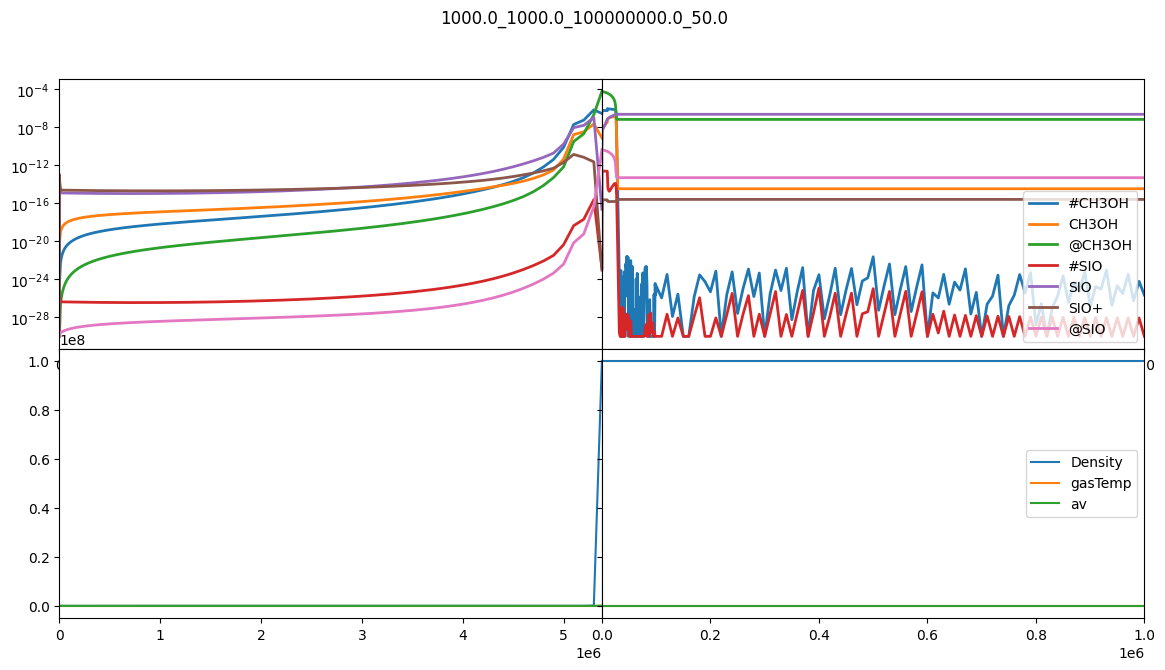 1000.0_1000.0_100000000.0_50.0
10⁻⁴
10⁻⁸
10⁻¹²
10⁻¹⁶
10⁻²⁰
10⁻²⁴
10⁻²⁸
#CH3OH
CH3OH
@CH3OH
#SIO
SIO
SIO+
@SIO
1e8
0
0
1.0
0.8
0.6
0.4
0.2
0.0
Density
gasTemp
av
0 1 2 3 4 5 0.0 0.2 0.4 0.6 0.8 1.0
1e6 1e6